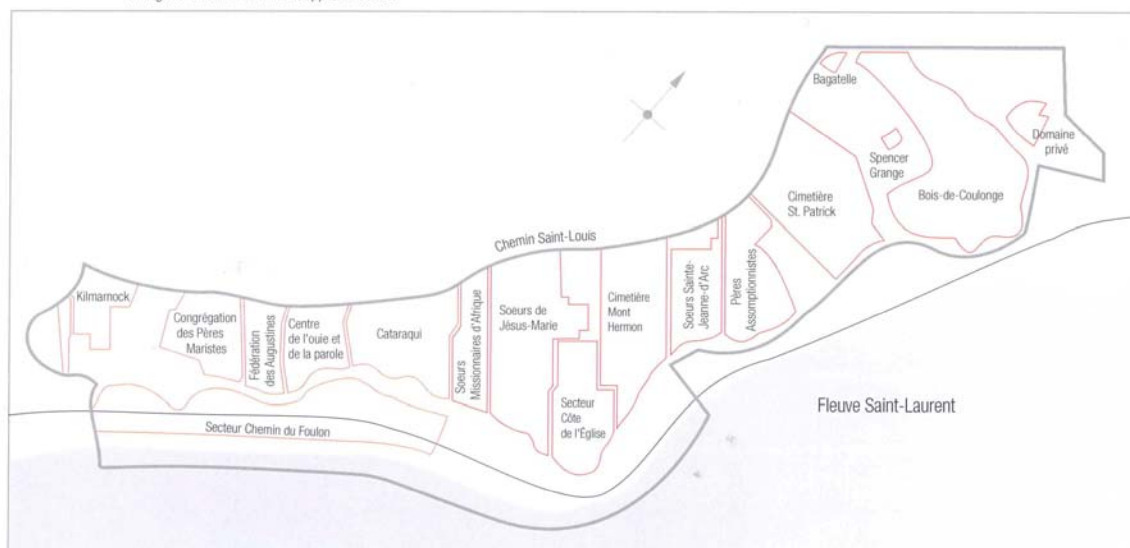 Bagatelle
Domaine
privé
Spencer
Grange
Bois-de-Coulonge
Cimetière
St. Patrick
Chemin Saint-Louis
Kilmarnock
Congrégation
des Pères
Maristes
Fédération
des Augustines
Centre
de l'ouie et
de la parole
Cataraqui
Soeurs
Missionnaires d'Afrique
Soeurs de
Jèsus-Marie
Cimetière
Mont
Hermon
Soeurs Sainte-
Jeanne-d'Arc
Pères
Assomptionnistes
Secteur
Côte
de l'Église
Secteur Chemin du Foulon
Fleuve Saint-Laurent